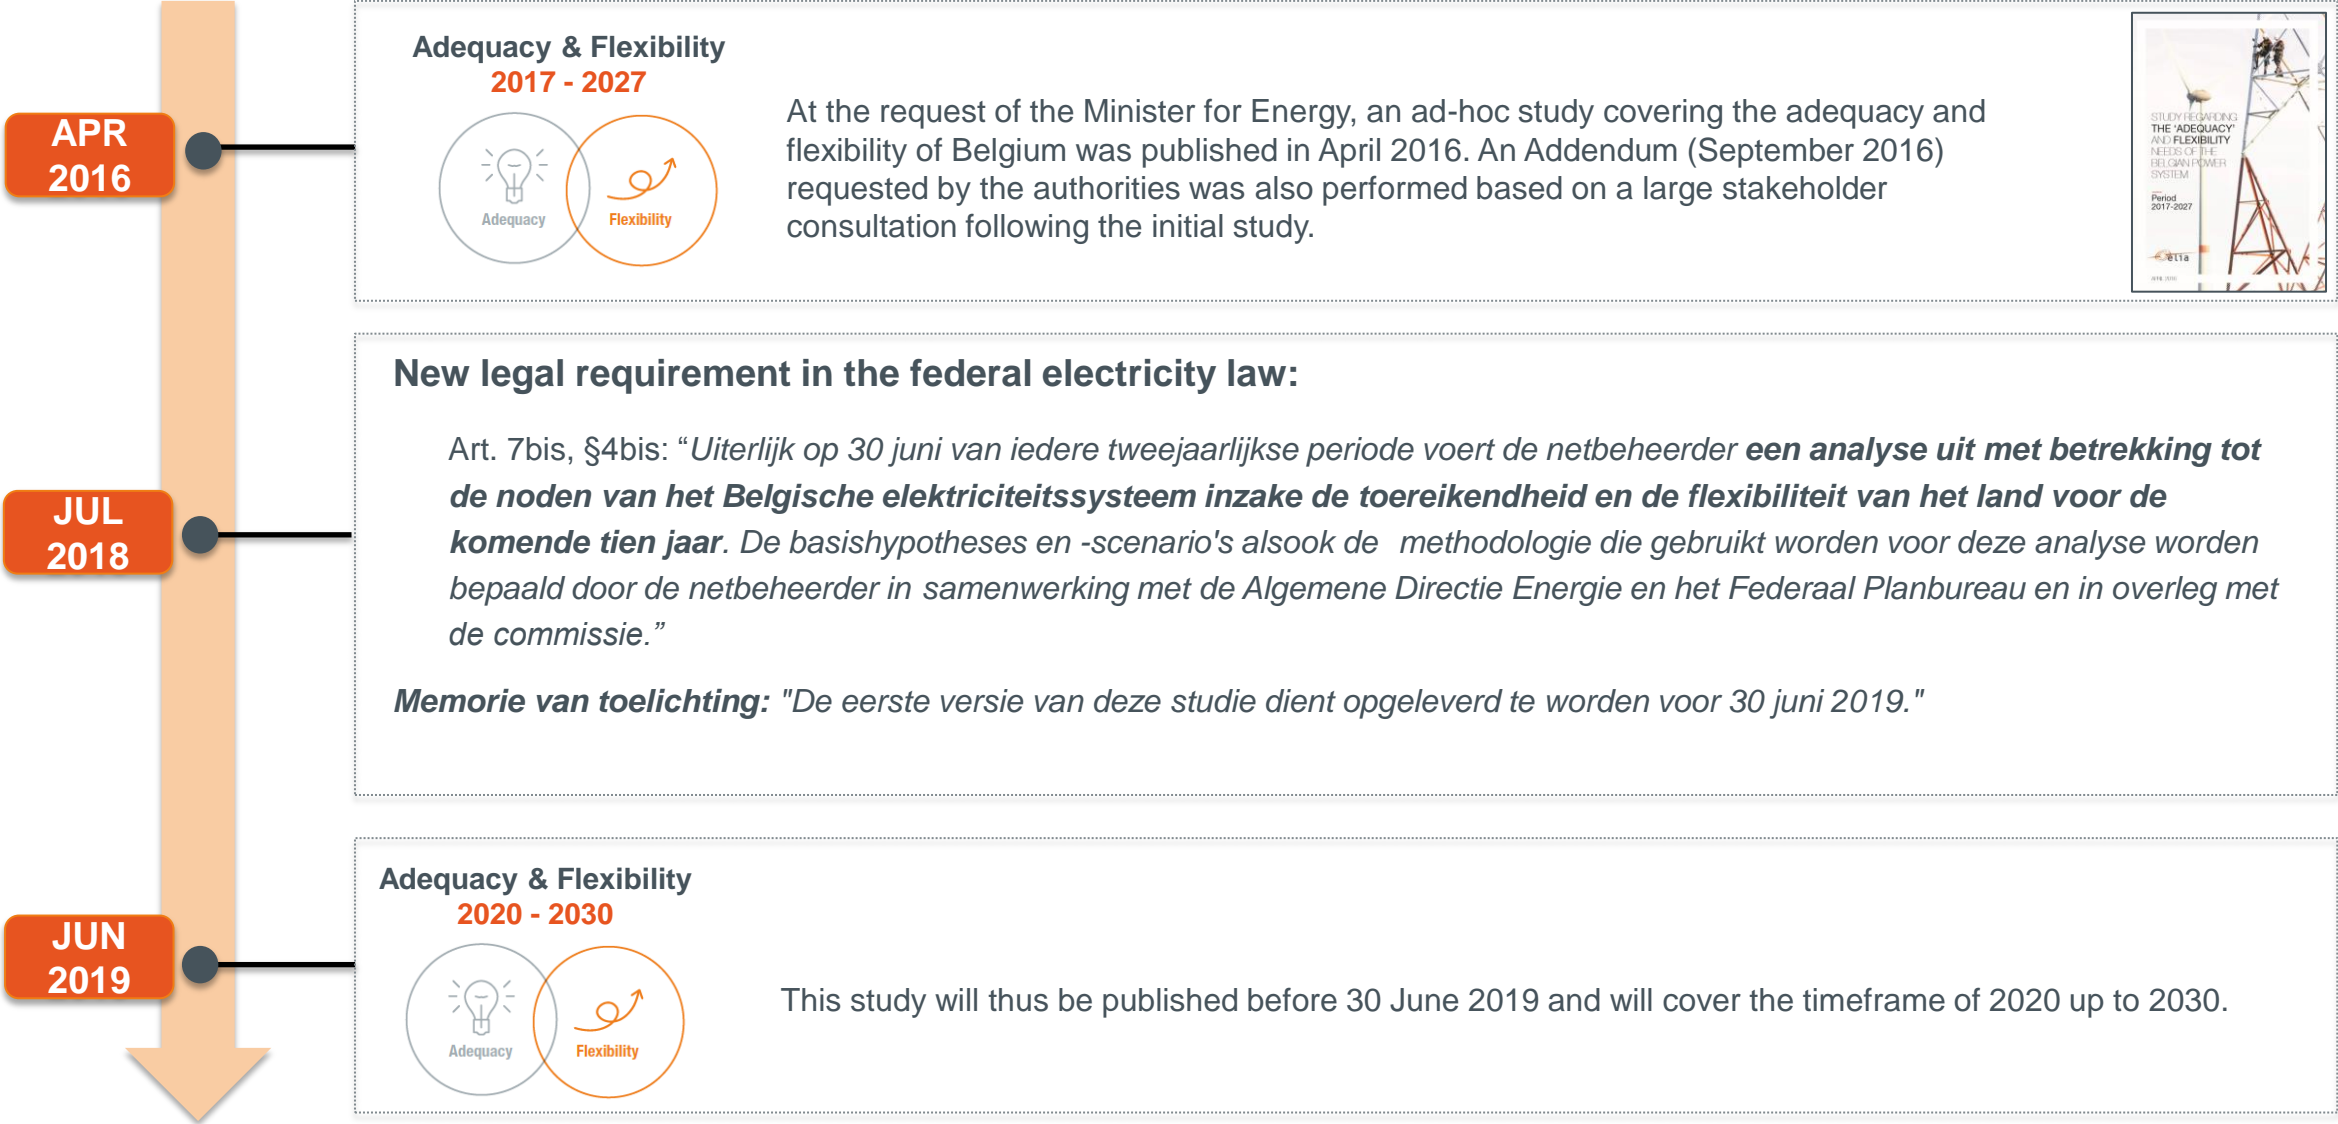 Adequacy & Flexibility
2017 - 2027
APR
2016
Adequacy
Flexibility
At the request of the Minister for Energy, an ad-hoc study covering the adequacy and
flexibility of Belgium was published in April 2016. An Addendum (September 2016)
requested by the authorities was also performed based on a large stakeholder
consultation following the initial study.
STUDY REGARDING
THE 'ADEQUACY'
AND FLEXIBILITY
NEEDS OF THE
BELGIAN POWER
SYSTEM
Period
2017-2027
elia
APRIL 2016
New legal requirement in the federal electricity law:
JUL
2018
Art. 7bis, §4bis: “Uiterlijk op 30 juni van iedere tweejaarlijkse periode voert de netbeheerder een analyse uit met betrekking tot
de noden van het Belgische elektriciteitssysteem inzake de toereikendheid en de flexibiliteit van het land voor de
komende tien jaar. De basishypotheses en -scenario's alsook de methodologie die gebruikt worden voor deze analyse worden
bepaald door de netbeheerder in samenwerking met de Algemene Directie Energie en het Federaal Planbureau en in overleg met
de commissie.”
Memorie van toelichting: "De eerste versie van deze studie dient opgeleverd te worden voor 30 juni 2019."
Adequacy & Flexibility
2020 - 2030
JUN
2019
Adequacy
Flexibility
This study will thus be published before 30 June 2019 and will cover the timeframe of 2020 up to 2030.